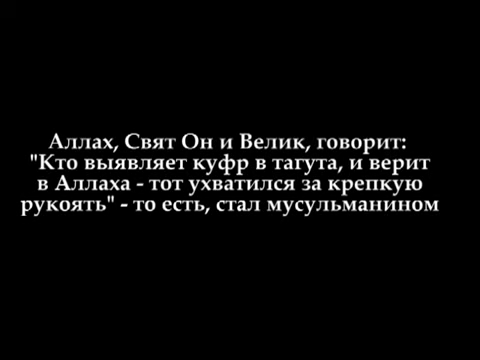 Аллах, Свят Он и Велик, говорит:
"Кто выявляет куфр в тагута, и верит
в Аллаха - тот ухватился за крепкую
рукоять" - то есть, стал мусульманином